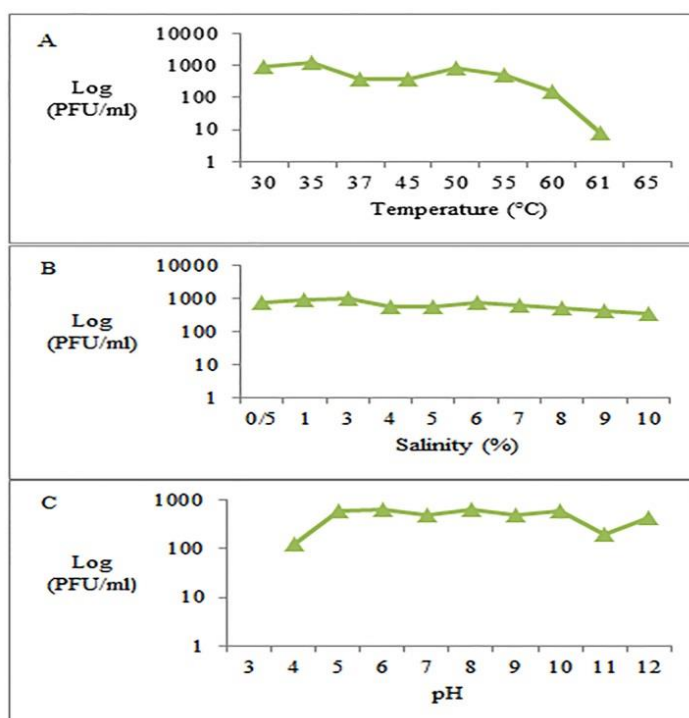 A
Log
(PFU/ml)
10000
1000
100
10
1
30 35 37 45 50 55 60 61 65
Temperature (°C)
B
Log
(PFU/ml)
10000
1000
100
10
1
0/5 1 3 4 5 6 7 8 9 10
Salinity (%)
C
Log
(PFU/ml)
1000
100
10
1
3 4 5 6 7 8 9 10 11 12
pH